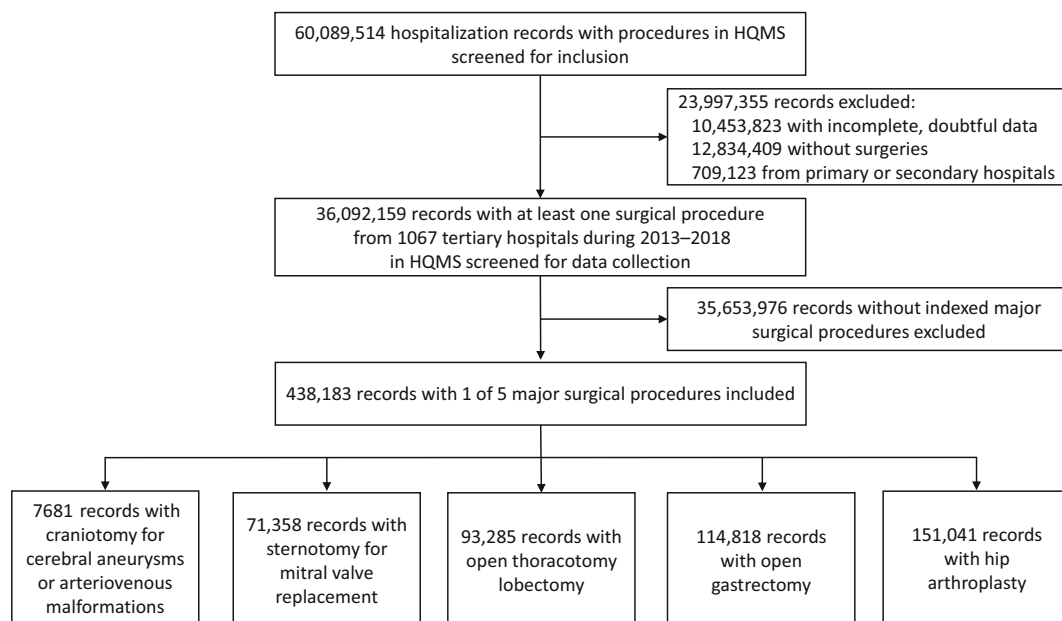 60,089,514 hospitalization records with procedures in HQMS
screened for inclusion
23,997,355 records excluded:
10,453,823 with incomplete, doubtful data
12,834,409 without surgeries
709,123 from primary or secondary hospitals
36,092,159 records with at least one surgical procedure
from 1067 tertiary hospitals during 2013–2018
in HQMS screened for data collection
35,653,976 records without indexed major
surgical procedures excluded
438,183 records with 1 of 5 major surgical procedures included
7681 records with
craniotomy for
cerebral aneurysms
or arteriovenous
malformations
71,358 records with
sternotomy for
mitral valve
replacement
93,285 records with
open thoracotomy
lobectomy
114,818 records
with open
gastrectomy
151,041 records
with hip
arthroplasty